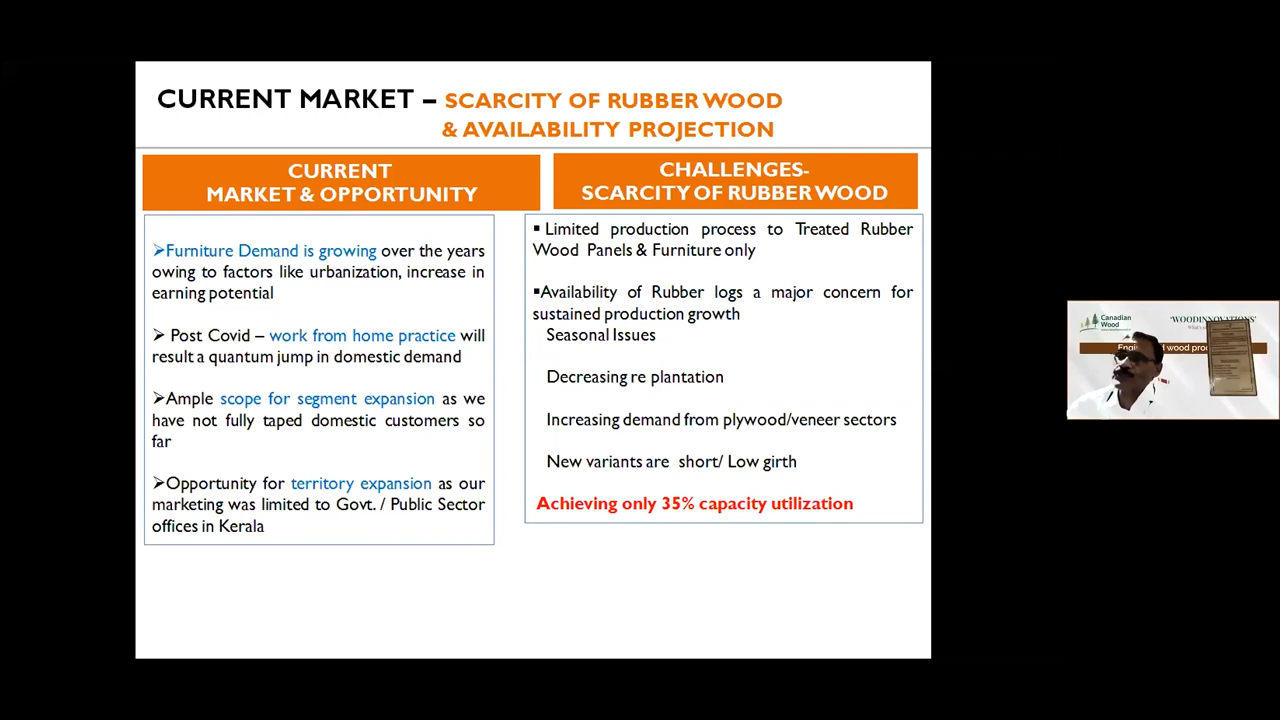 CURRENT MARKET – SCARCITY OF RUBBER WOOD
& AVAILABILITY PROJECTION
CURRENT
MARKET & OPPORTUNITY
➢Furniture Demand is growing over the years
owing to factors like urbanization, increase in
earning potential
➢ Post Covid – work from home practice will
result a quantum jump in domestic demand
➢Ample scope for segment expansion as we
have not fully taped domestic customers so
far
➢Opportunity for territory expansion as our
marketing was limited to Govt. / Public Sector
offices in Kerala
CHALLENGES-
SCARCITY OF RUBBER WOOD
▪ Limited production process to Treated Rubber
Wood Panels & Furniture only
▪Availability of Rubber logs a major concern for
sustained production growth
Seasonal Issues
Decreasing re plantation
Increasing demand from plywood/veneer sectors
New variants are short/ Low girth
Achieving only 35% capacity utilization
Canadian
Wood
'WOODINNOVATIONS'
What's
wood pro